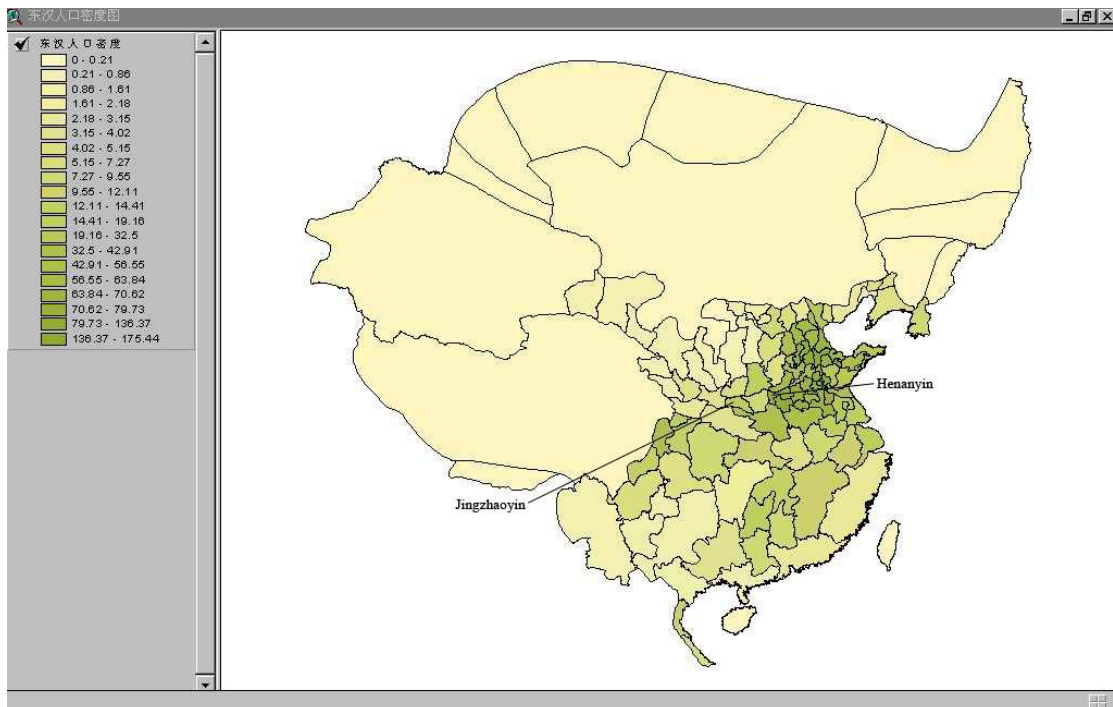 东汉人口密度图
东汉人口密度
0 - 0.21
0.21 - 0.86
0.86 - 1.61
1.61 - 2.18
2.18 - 3.15
3.15 - 4.02
4.02 - 5.15
5.15 - 7.27
7.27 - 9.55
9.55 - 12.11
12.11 - 14.41
14.41 - 19.16
19.16 - 32.5
32.5 - 42.91
42.91 - 56.55
56.55 - 63.84
63.84 - 70.62
70.62 - 79.73
79.73 - 136.37
136.37 - 175.44
Henanyin
Jingzhaoyin